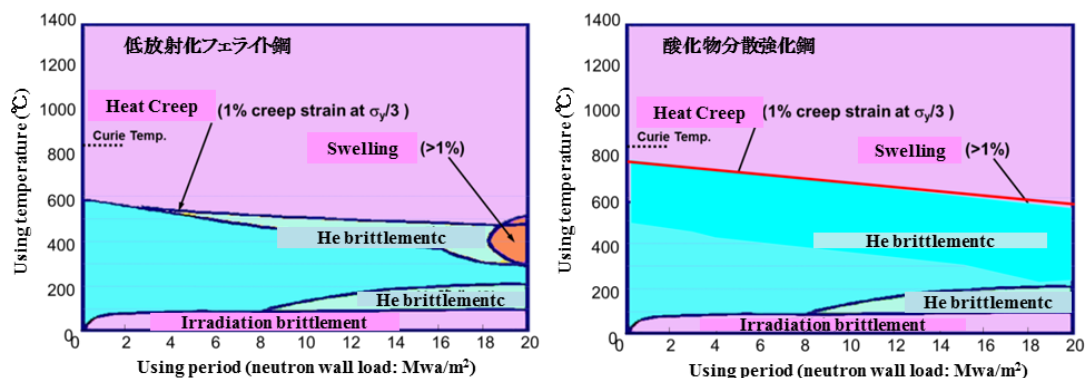 1400
1200
1000
800
600
400
200
0
Using temperature (℃)
低放射化フェライト鋼
Heat Creep
(1% creep strain at σy/3 )
Curie Temp.
Swelling
(>1%)
He brittlementc
He brittlementc
Irradiation brittlement
0 2 4 6 8 10 12 14 16 18 20
Using period (neutron wall load: Mwa/m²)
1400
1200
1000
800
600
400
200
0
Using temperature (℃)
酸化物分散強化鋼
Heat Creep
(1% creep strain at σy/3 )
Curie Temp.
Swelling
(>1%)
He brittlementc
He brittlementc
Irradiation brittlement
0 2 4 6 8 10 12 14 16 18 20
Using period (neutron wall load: Mwa/m²)